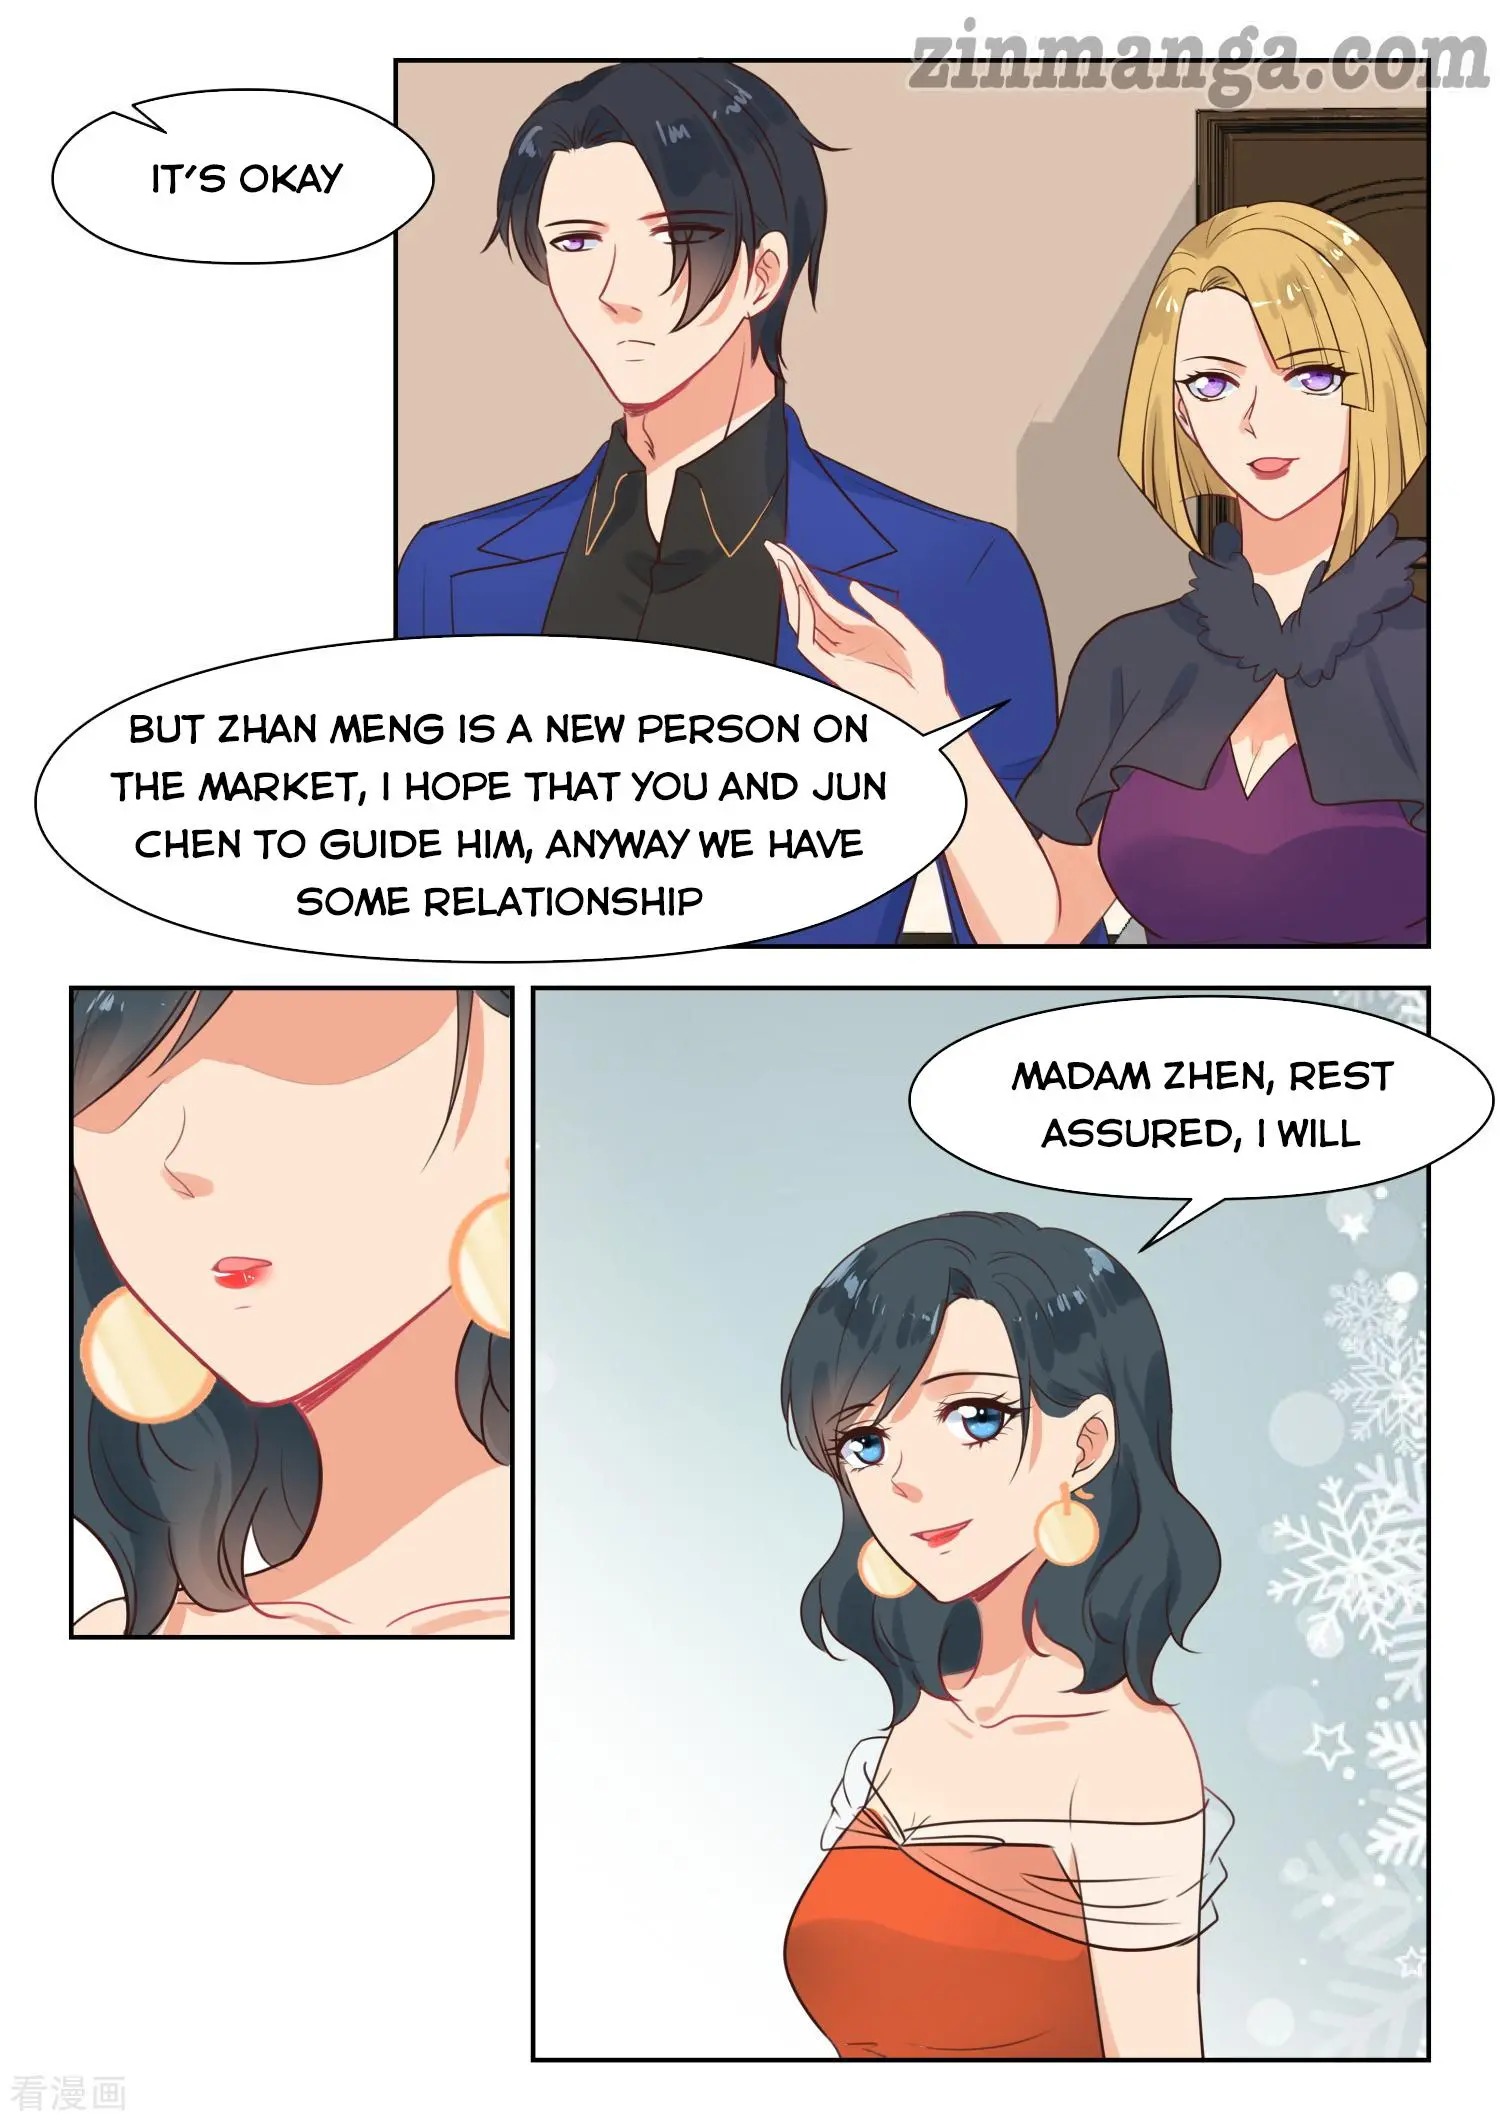 zinmanga.com
IT'S OKAY
BUT ZHAN MENG IS A NEW PERSON ON
THE MARKET, I HOPE THAT YOU AND JUN
CHEN TO GUIDE HIM, ANYWAY WE HAVE
SOME RELATIONSHIP
MADAM ZHEN, REST
ASSURED, I WILL
看漫画